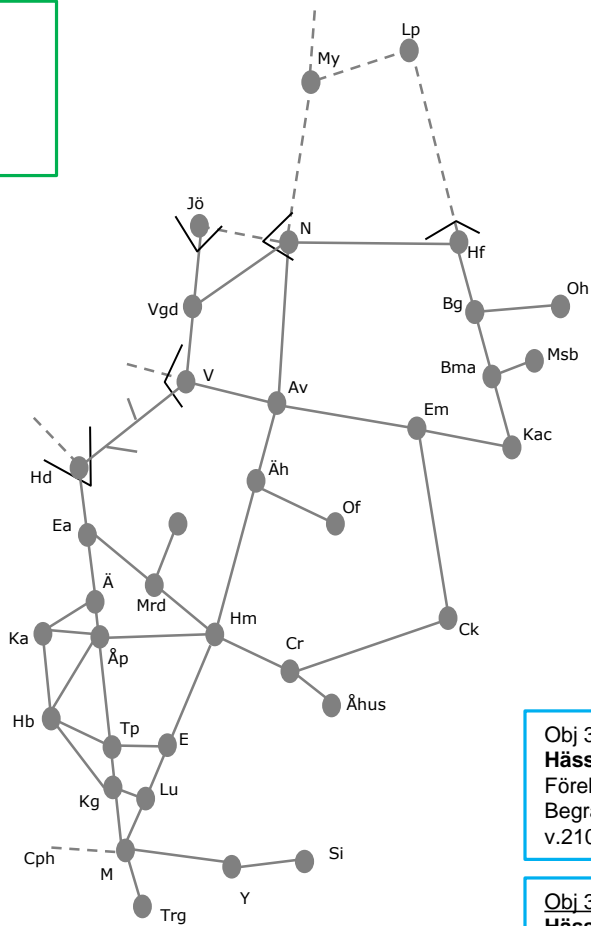 Lp
My
Jö
N
Hf
Oh
Bg
Vgd
Msb
Bma
V
Av
Em
Kac
Hd
Äh
Of
Ea
Ä
Mrd
Hm
Ck
Ka
Åp
Cr
Åhus
Hb
Tp
E
Kg
Lu
Cph
M
Si
Y
Trg
Obj 3
Häss
Förel
Begra
v.210
Obj 3
Häss